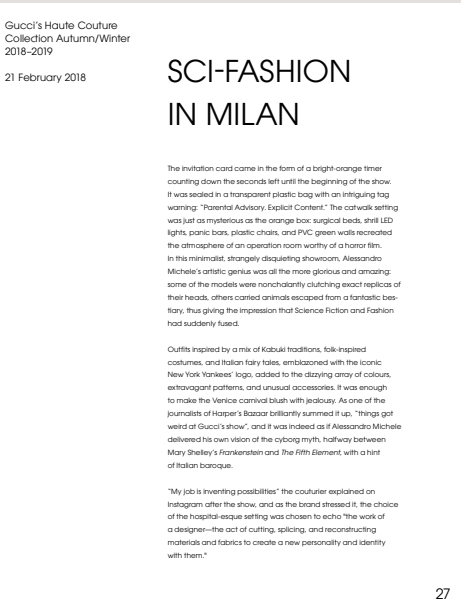 Gucci's Haute Couture
Collection Autumn/Winter
2018–2019
21 February 2018
SCI-FASHION
IN MILAN
The invitation card came in the form of a bright-orange timer
counting down the seconds left until the beginning of the show.
It was sealed in a transparent plastic bag with an intriguing tag
warning: "Parental Advisory. Explicit Content." The catwalk setting
was just as mysterious as the orange box: surgical beds, shrill LED
lights, panic bars, plastic chairs, and PVC green walls recreated
the atmosphere of an operation room worthy of a horror film.
In this minimalist, strangely disquieting showroom, Alessandro
Michele's artistic genius was all the more glorious and amazing:
some of the models were nonchalantly clutching exact replicas of
their heads, others carried animals escaped from a fantastic bes-
tiary, thus giving the impression that Science Fiction and Fashion
had suddenly fused.
Outfits inspired by a mix of Kabuki traditions, folk-inspired
costumes, and Italian fairy tales, emblazoned with the iconic
New York Yankees' logo, added to the dizzying array of colours,
extravagant patterns, and unusual accessories. It was enough
to make the Venice carnival blush with jealousy. As one of the
journalists of Harper's Bazaar brilliantly summed it up, "things got
weird at Gucci's show", and it was indeed as if Alessandro Michele
delivered his own vision of the cyborg myth, halfway between
Mary Shelley's Frankenstein and The Fifth Element, with a hint
of Italian baroque.
"My job is inventing possibilities" the couturier explained on
Instagram after the show, and as the brand stressed it, the choice
of the hospital-esque setting was chosen to echo "the work of
a designer—the act of cutting, splicing, and reconstructing
materials and fabrics to create a new personality and identity
with them."
27